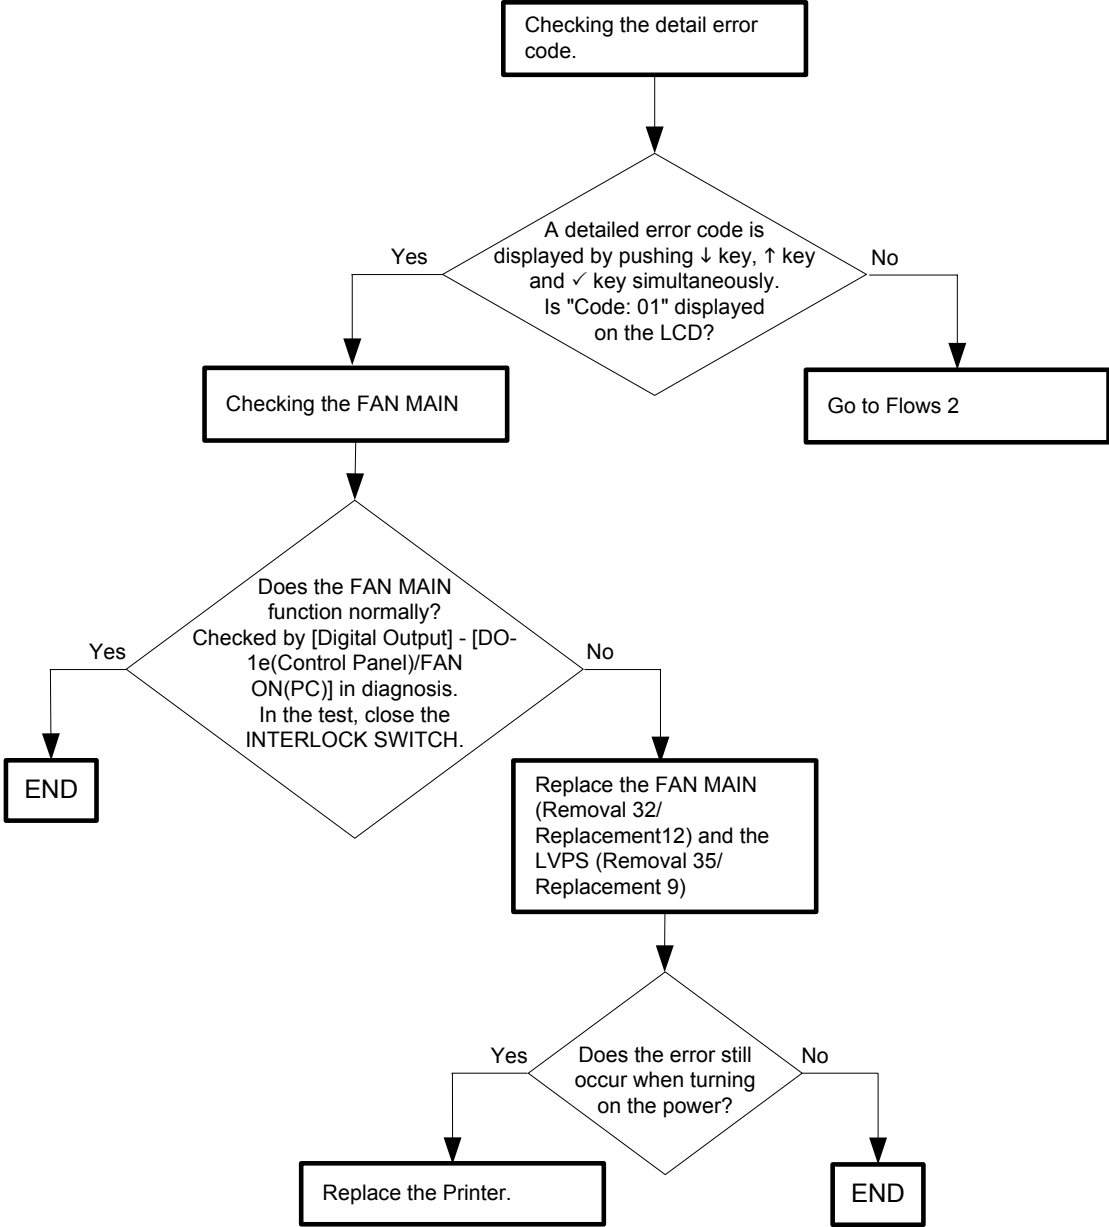 Checking the detail error
code.
A detailed error code is
displayed by pushing ↓ key, ↑ key
and ✓ key simultaneously.
Is "Code: 01" displayed
on the LCD?
Yes
No
Checking the FAN MAIN
Go to Flows 2
Does the FAN MAIN
function normally?
Checked by [Digital Output] - [DO-
1e(Control Panel)/FAN
ON(PC)] in diagnosis.
In the test, close the
INTERLOCK SWITCH.
Yes
No
END
Replace the FAN MAIN
(Removal 32/
Replacement12) and the
LVPS (Removal 35/
Replacement 9)
Does the error still
occur when turning
on the power?
Yes
No
Replace the Printer.
END